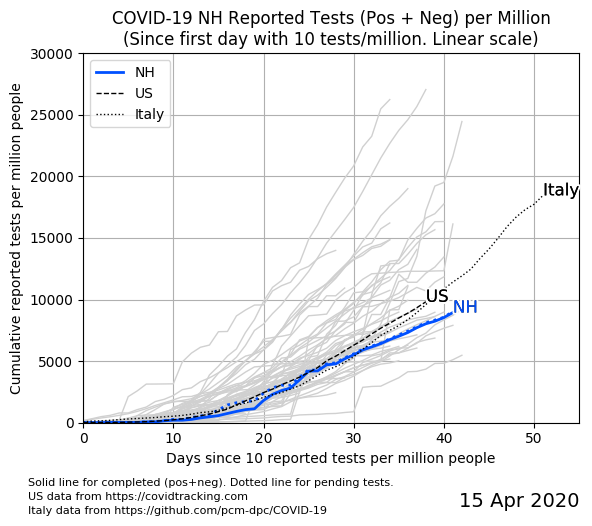 COVID-19 NH Reported Tests (Pos + Neg) per Million
(Since first day with 10 tests/million. Linear scale)
30000
25000
20000
15000
10000
5000
0
Cumulative reported tests per million people
NH
US
Italy
Italy
US
NH
0 10 20 30 40 50
Days since 10 reported tests per million people
Solid line for completed (pos+neg). Dotted line for pending tests.
US data from https://covidtracking.com
Italy data from https://github.com/pcm-dpc/COVID-19
15 Apr 2020